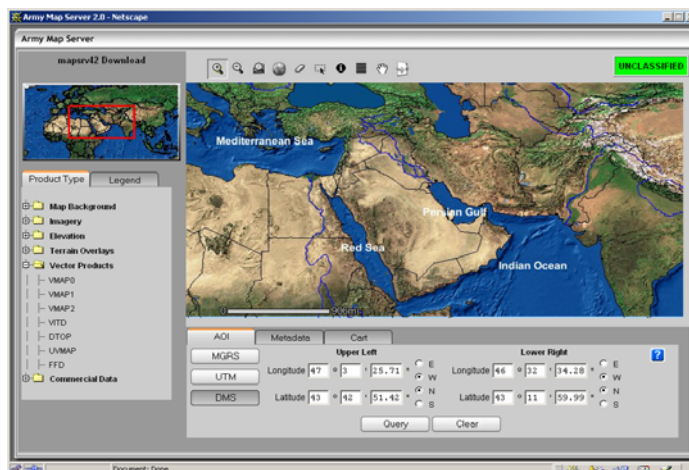 Army Map Server 2.0 - Netscape
Army Map Server
mapsrv42 Download
UNCLASSIFIED
Mediterranean Sea
Persian Gulf
Red Sea
Indian Ocean
0
Product Type Legend
Map Background
Imagery
Elevation
Terrain Overlays
Vector Products
VMAP0
VMAP1
VMAP2
VITD
DTOP
UVMAP
FFD
Commercial Data
AOI Metadata Cart
MGRS
UTM
DMS
Upper Left
Longitude 47 ° 3 ' 25.71 " E W
Latitude 43 ° 42 ' 51.42 " N S
Lower Right
Longitude 46 ° 32 ' 34.28 " E W
Latitude 43 ° 11 ' 59.99 " N S
?
Query Clear
Document: Done